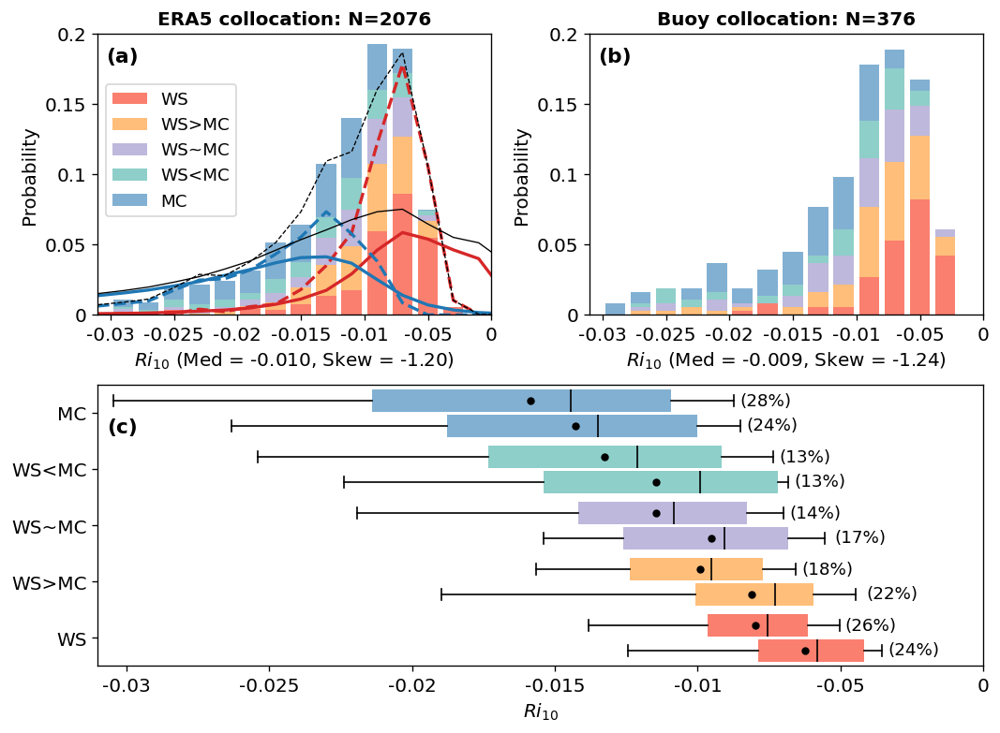 ERA5 collocation: N=2076
Buoy collocation: N=376
(a)
(b)
WS
WS>MC
WS~MC
WS<MC
MC
Probability
0.2
0.15
0.1
0.05
0
-0.03 -0.025 -0.02 -0.015 -0.01 -0.005 0
Ri10 (Med = -0.010, Skew = -1.20)
Probability
0.2
0.15
0.1
0.05
0
-0.03 -0.025 -0.02 -0.015 -0.01 -0.05 0
Ri10 (Med = -0.009, Skew = -1.24)
(c)
MC
(28%)
(24%)
WS<MC
(13%)
(13%)
WS~MC
(14%)
(17%)
WS>MC
(18%)
(22%)
WS
(26%)
(24%)
-0.03 -0.025 -0.02 -0.015 -0.01 -0.05 0
Ri10